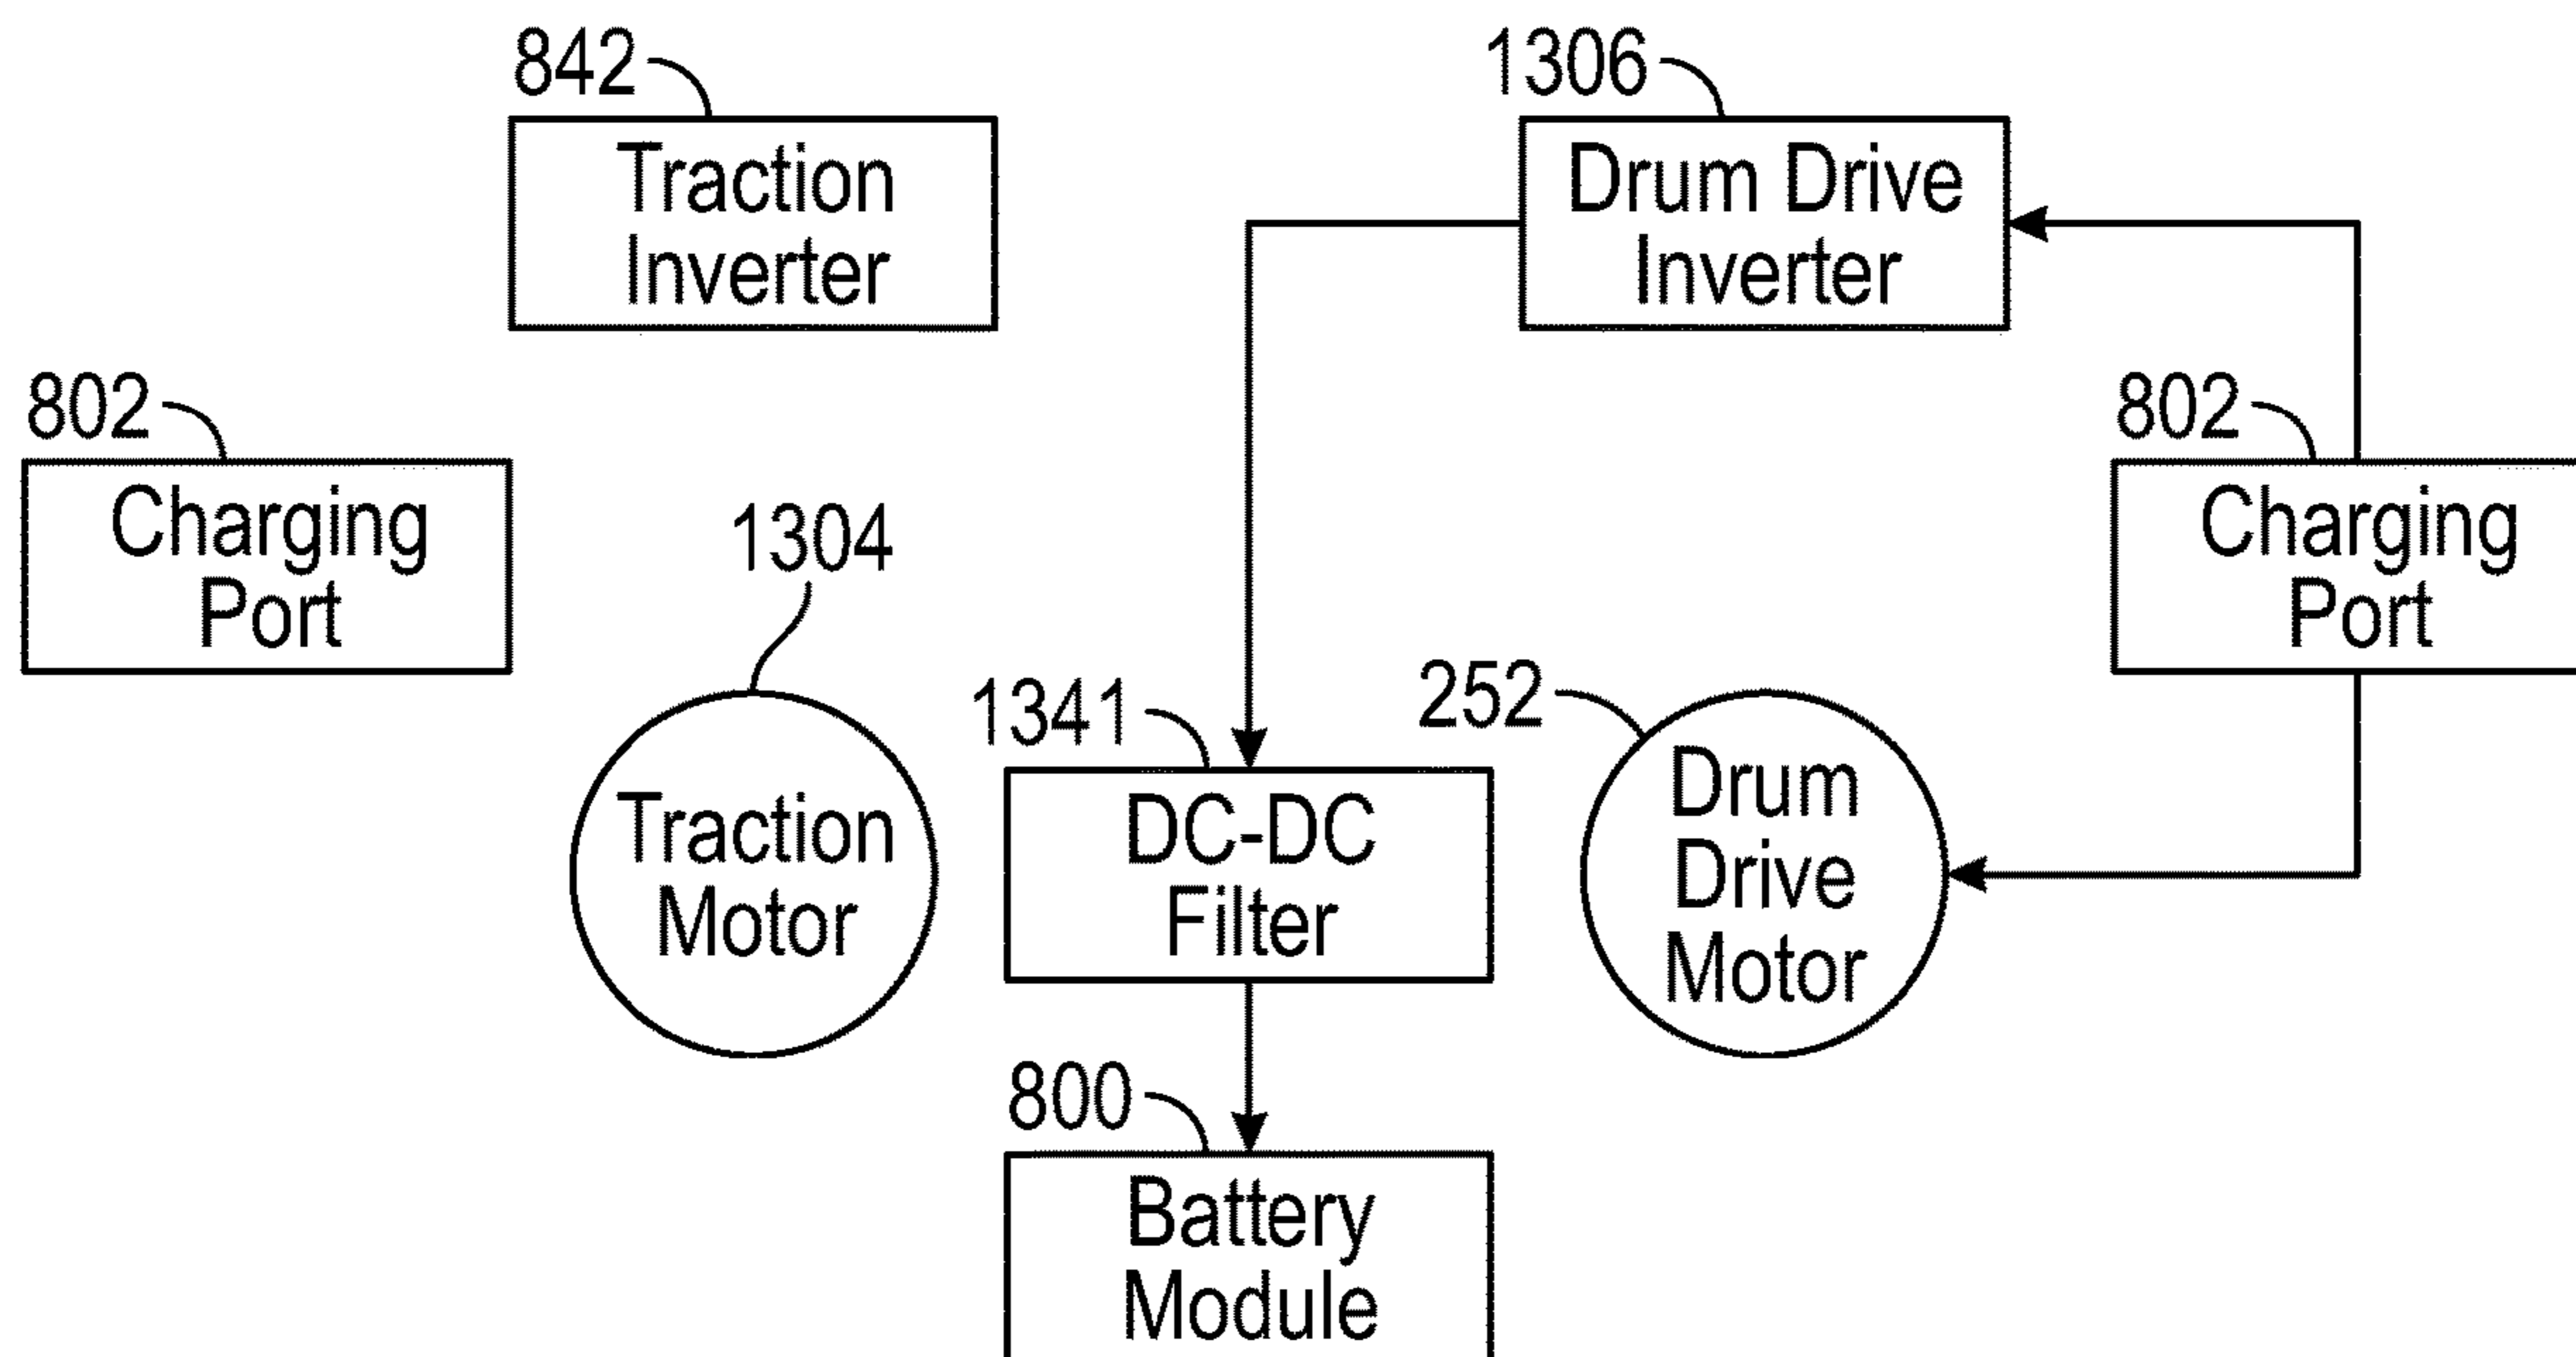 842
Traction
Inverter
1306
Drum Drive
Inverter
802
Charging
Port
802
Charging
Port
1304
Traction
Motor
1341
DC-DC
Filter
252
Drum
Drive
Motor
800
Battery
Module